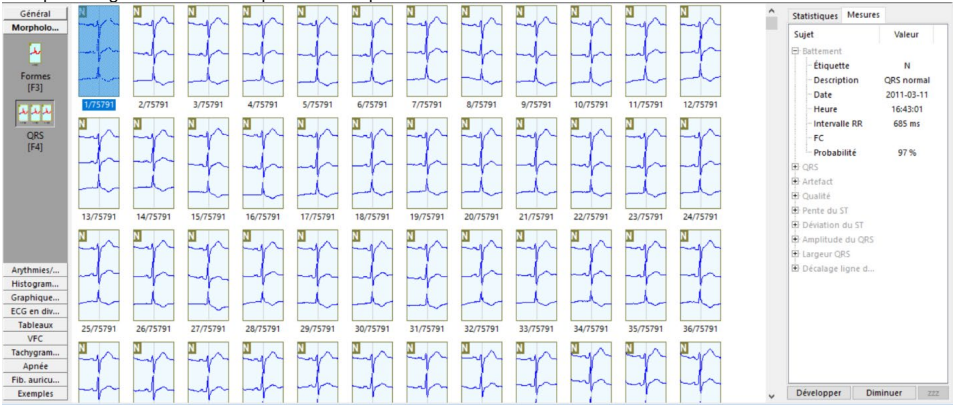 Général
Morpholo...
Formes
[F3]
QRS
[F4]
Arythmies/...
Histogram...
Graphique...
ECG en div...
Tableaux
VFC
Tachygram...
Apnée
Fib. auricu...
Exemples
N N N N N N N N N N N N
1/75791 2/75791 3/75791 4/75791 5/75791 6/75791 7/75791 8/75791 9/75791 10/75791 11/75791 12/75791
N N N N N N N N N N N N
13/75791 14/75791 15/75791 16/75791 17/75791 18/75791 19/75791 20/75791 21/75791 22/75791 23/75791 24/75791
N N N N N N N N N N N N
25/75791 26/75791 27/75791 28/75791 29/75791 30/75791 31/75791 32/75791 33/75791 34/75791 35/75791 36/75791
N N N N N N N N N N N N
Statistiques Mesures
Sujet Valeur
Battement
Étiquette N
Description QRS normal
Date 2011-03-11
Heure 16:43:01
Intervalle RR 685 ms
FC
Probabilité 97 %
QRS
Artefact
Qualité
Pente du ST
Déviation du ST
Amplitude du QRS
Largeur QRS
Décalage ligne d...
Développer Diminuer zzz